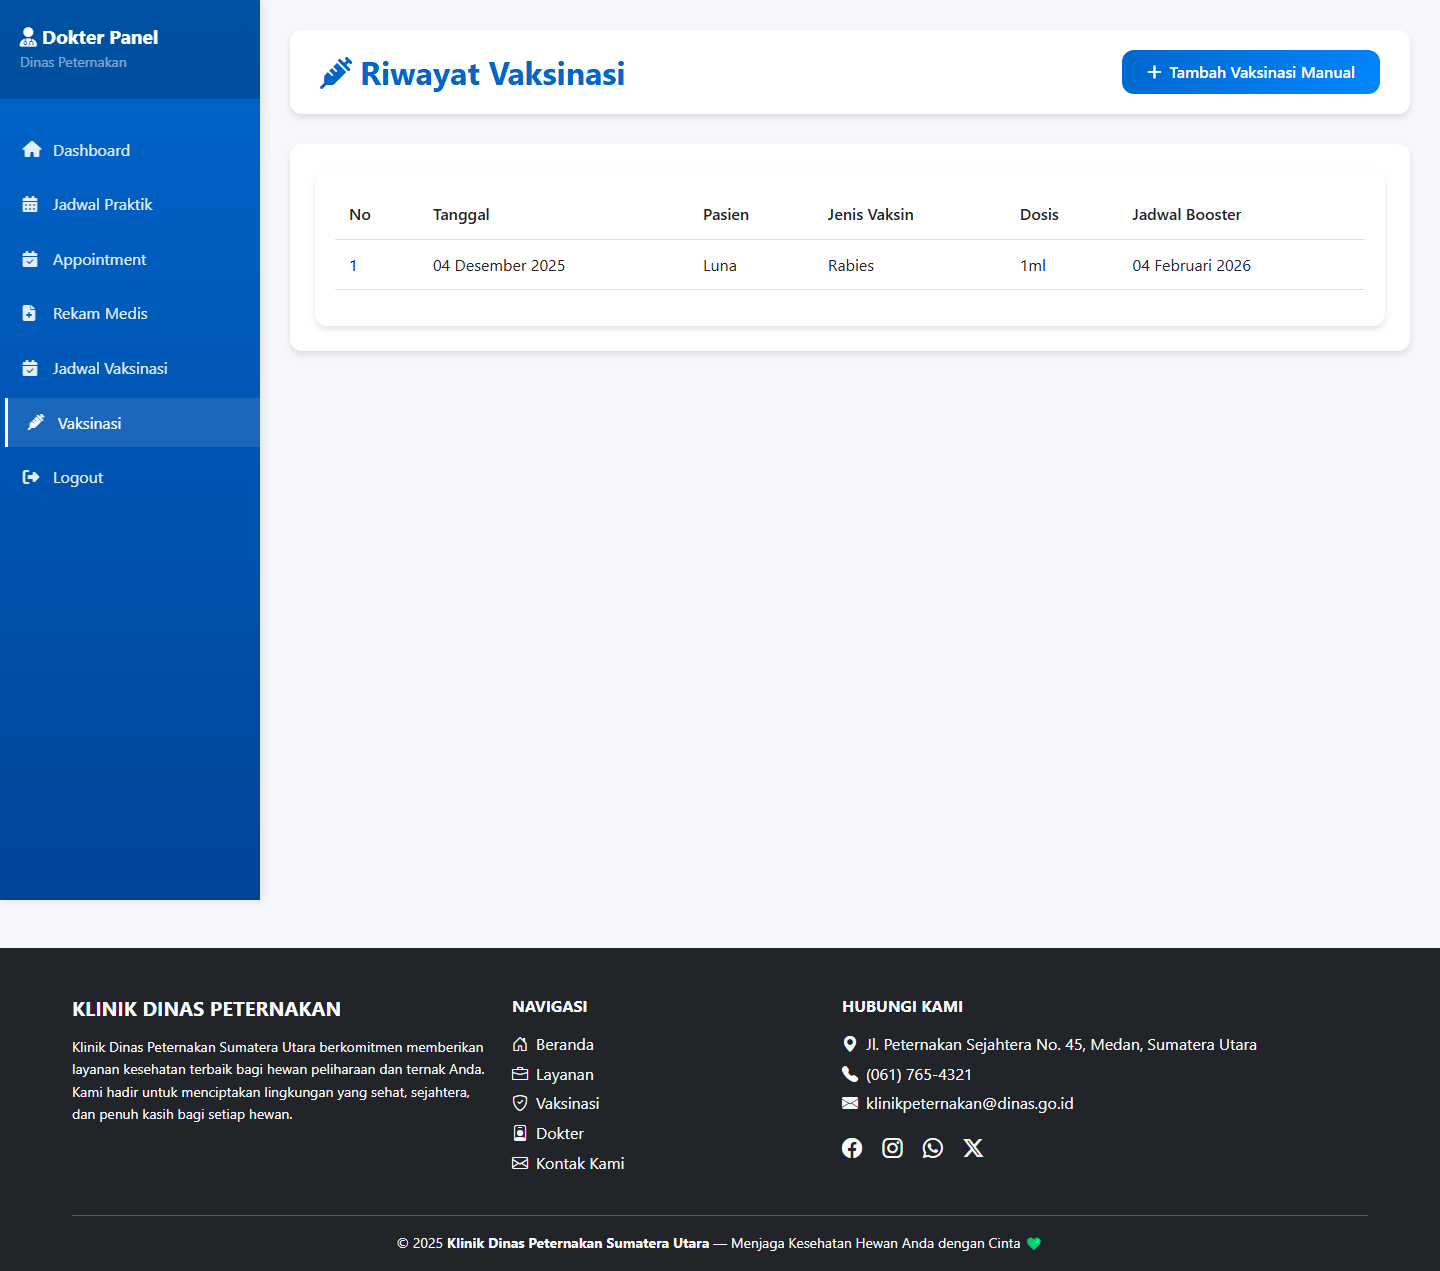 Dokter Panel
Dinas Peternakan
Dashboard
Jadwal Praktik
Appointment
Rekam Medis
Jadwal Vaksinasi
Vaksinasi
Logout
Riwayat Vaksinasi
Tambah Vaksinasi Manual
No Tanggal Pasien Jenis Vaksin Dosis Jadwal Booster
1 04 Desember 2025 Luna Rabies 1ml 04 Februari 2026
KLINIK DINAS PETERNAKAN
Klinik Dinas Peternakan Sumatera Utara berkomitmen memberikan
layanan kesehatan terbaik bagi hewan peliharaan dan ternak Anda.
Kami hadir untuk menciptakan lingkungan yang sehat, sejahtera,
dan penuh kasih bagi setiap hewan.
NAVIGASI
Beranda
Layanan
Vaksinasi
Dokter
Kontak Kami
HUBUNGI KAMI
Jl. Peternakan Sejahtera No. 45, Medan, Sumatera Utara
(061) 765-4321
klinikpeternakan@dinas.go.id
© 2025 Klinik Dinas Peternakan Sumatera Utara — Menjaga Kesehatan Hewan Anda dengan Cinta 💚